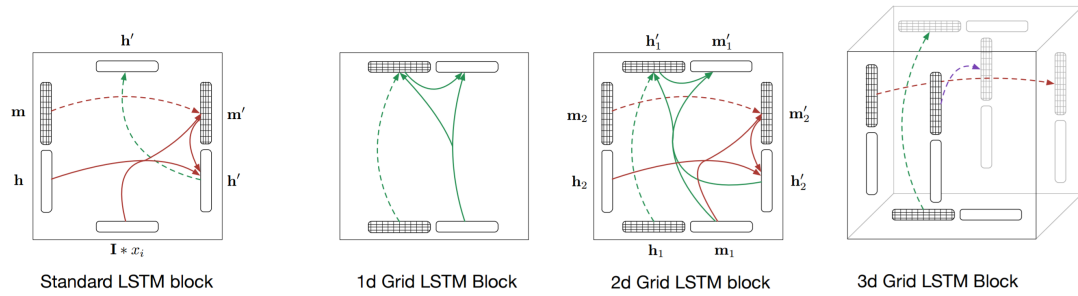 h′
m
m′
h
h′
I ∗ xᵢ
Standard LSTM block
1d Grid LSTM Block
h′₁ m′₁
m₂
m′₂
h₂
h′₂
h₁ m₁
2d Grid LSTM Block
3d Grid LSTM Block